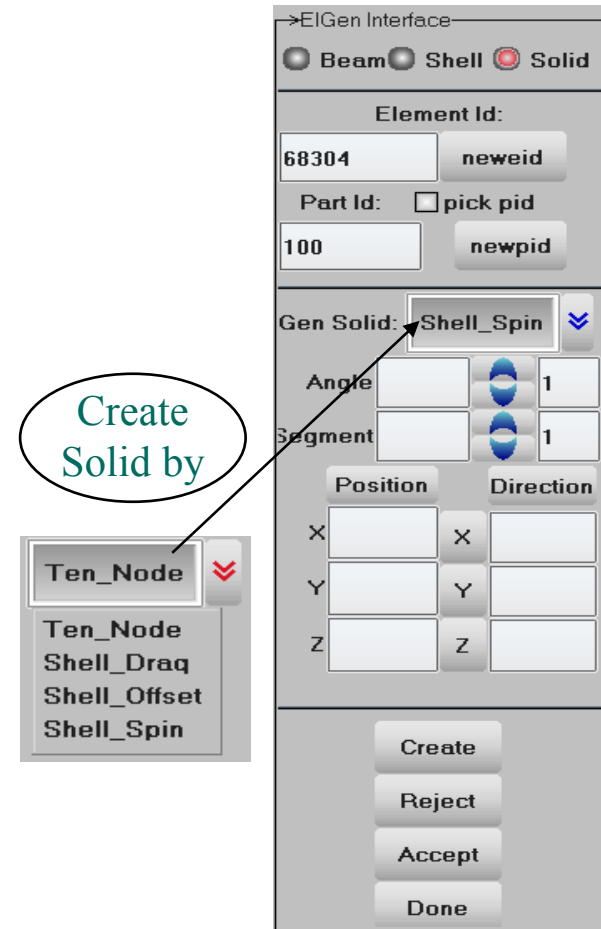 ->ElGen Interface
Beam Shell Solid
Element Id:
68304 neweid
Part Id: pick pid
100 newpid
Gen Solid: Shell_Spin
Angle 1
Segment 1
Position Direction
X X
Y Y
Z Z
Create
Reject
Accept
Done
Create
Solid by
Ten_Node
Ten_Node
Shell_Draq
Shell_Offset
Shell_Spin